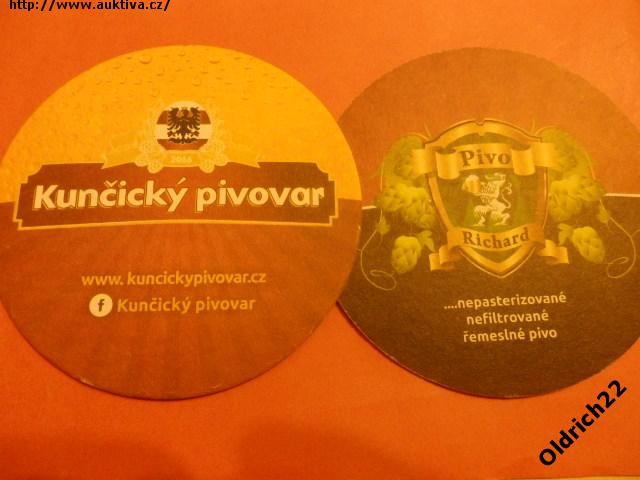 http://www.auktiva.cz/
2016
Kunčický pivovar
www.kuncickypivovar.cz
f Kunčický pivovar
Pivo
Richard
....nepasterizované
nefiltrované
řemeslné pivo
Oldrich22